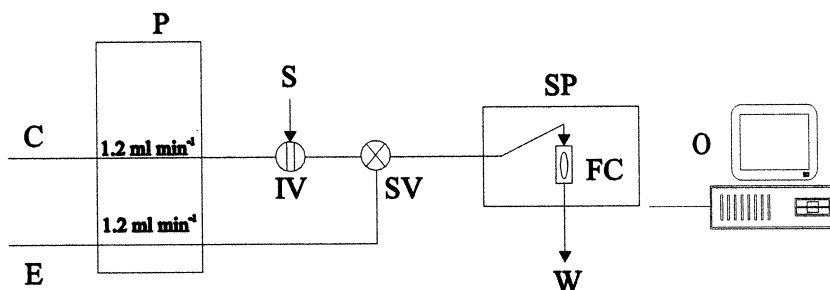 P
S
SP
C
1.2 ml min⁻¹
O
IV
SV
FC
1.2 ml min⁻¹
E
W